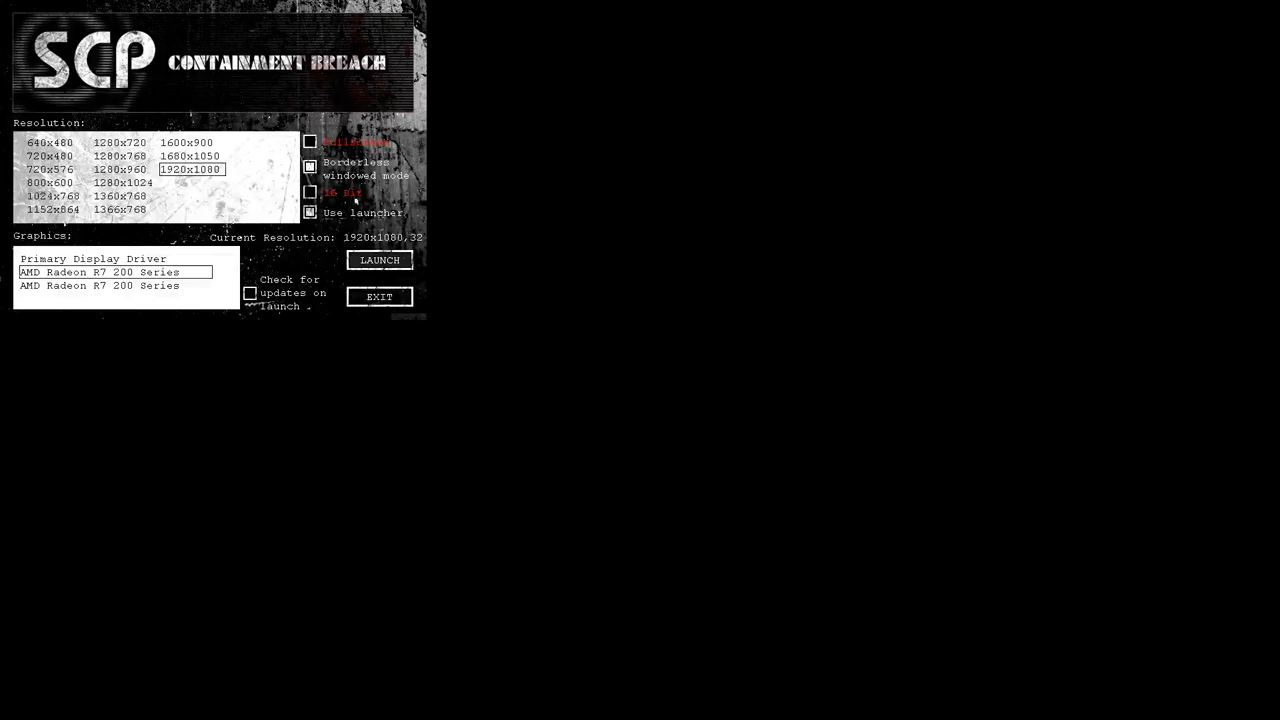 SCP CONTAINMENT BREACH
Resolution:
640x480 1280x720 1600x900
720x480 1280x768 1680x1050
720x576 1280x960 1920x1080
800x600 1280x1024
1024x768 1360x768
1152x864 1366x768
Fullscreen
Borderless
windowed mode
16 Bit
Use launcher
Graphics:
Current Resolution: 1920x1080,32
Primary Display Driver
AMD Radeon R7 200 Series
AMD Radeon R7 200 Series
Check for
updates on
launch
LAUNCH
EXIT